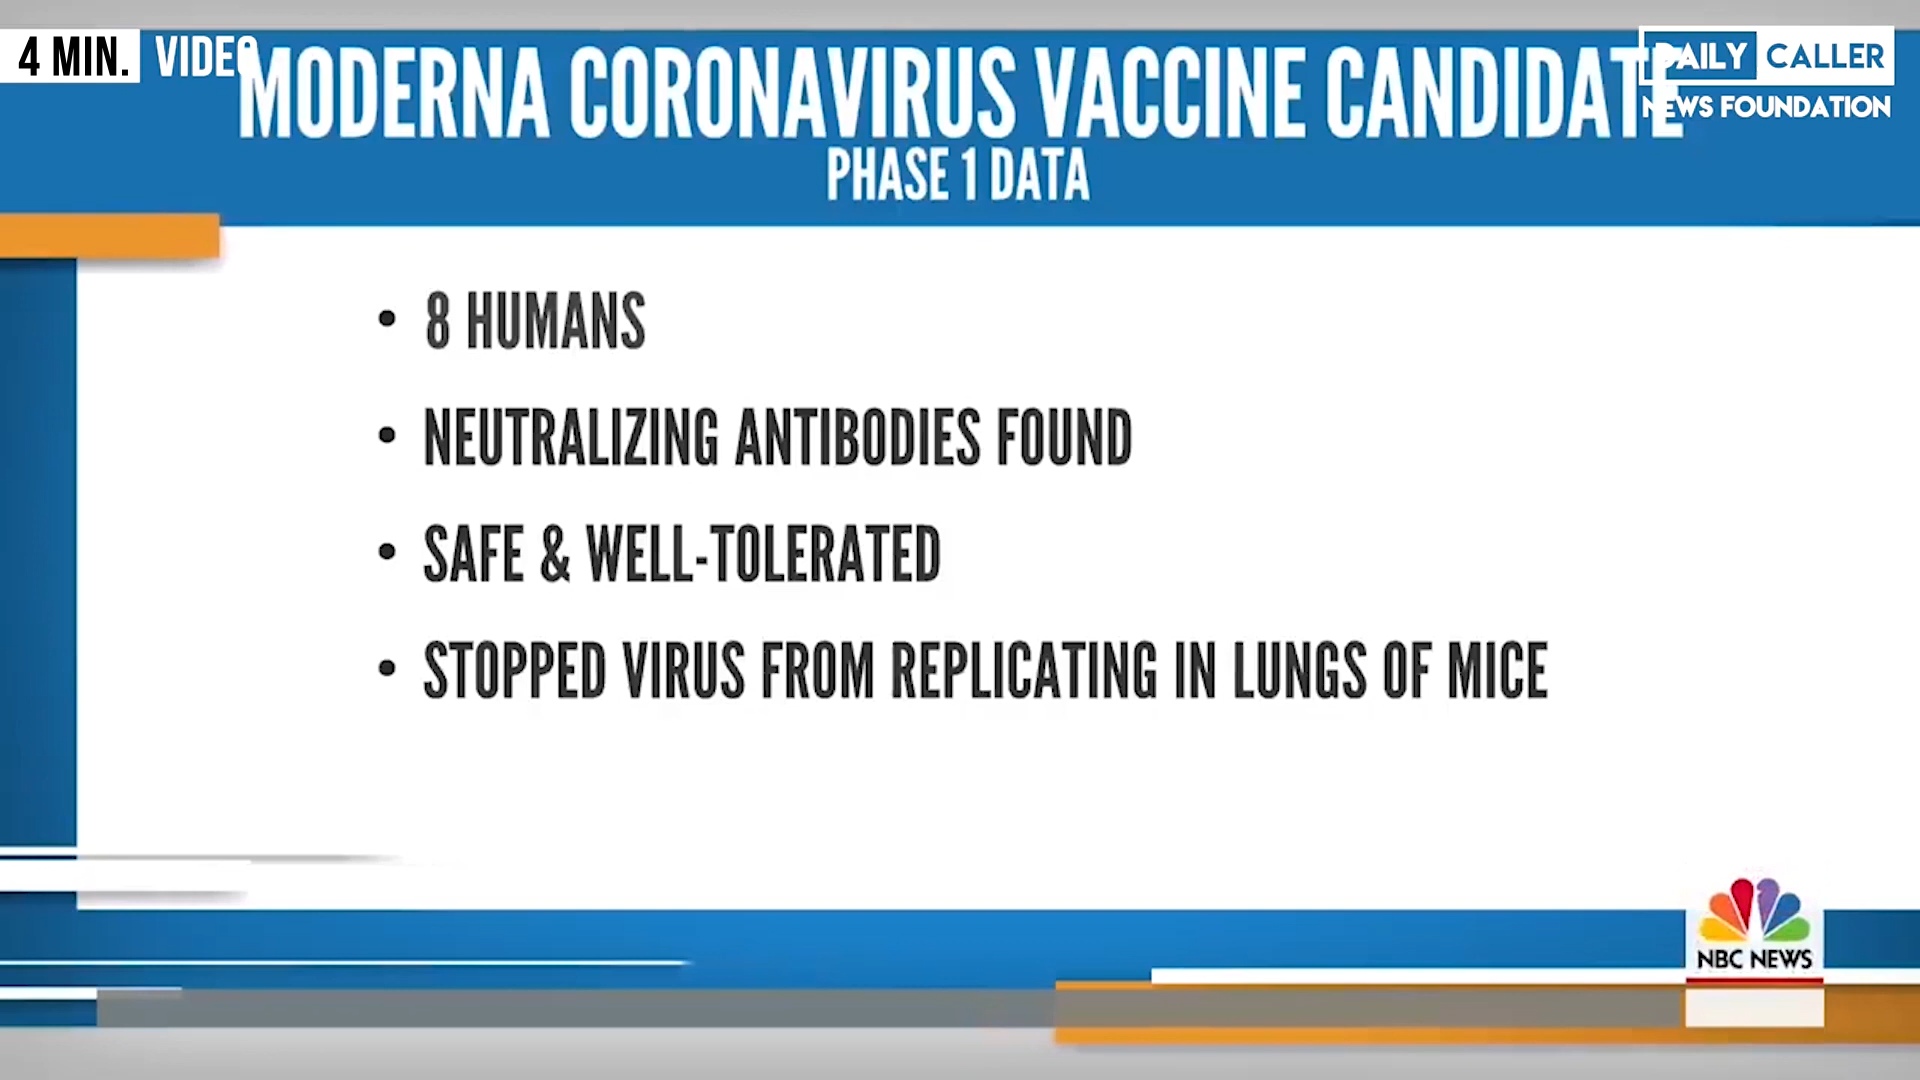 4 MIN. VIDEO
MODERNA CORONAVIRUS VACCINE CANDIDATE
DAILY CALLER
NEWS FOUNDATION
PHASE 1 DATA
• 8 HUMANS
• NEUTRALIZING ANTIBODIES FOUND
• SAFE & WELL-TOLERATED
• STOPPED VIRUS FROM REPLICATING IN LUNGS OF MICE
NBC NEWS